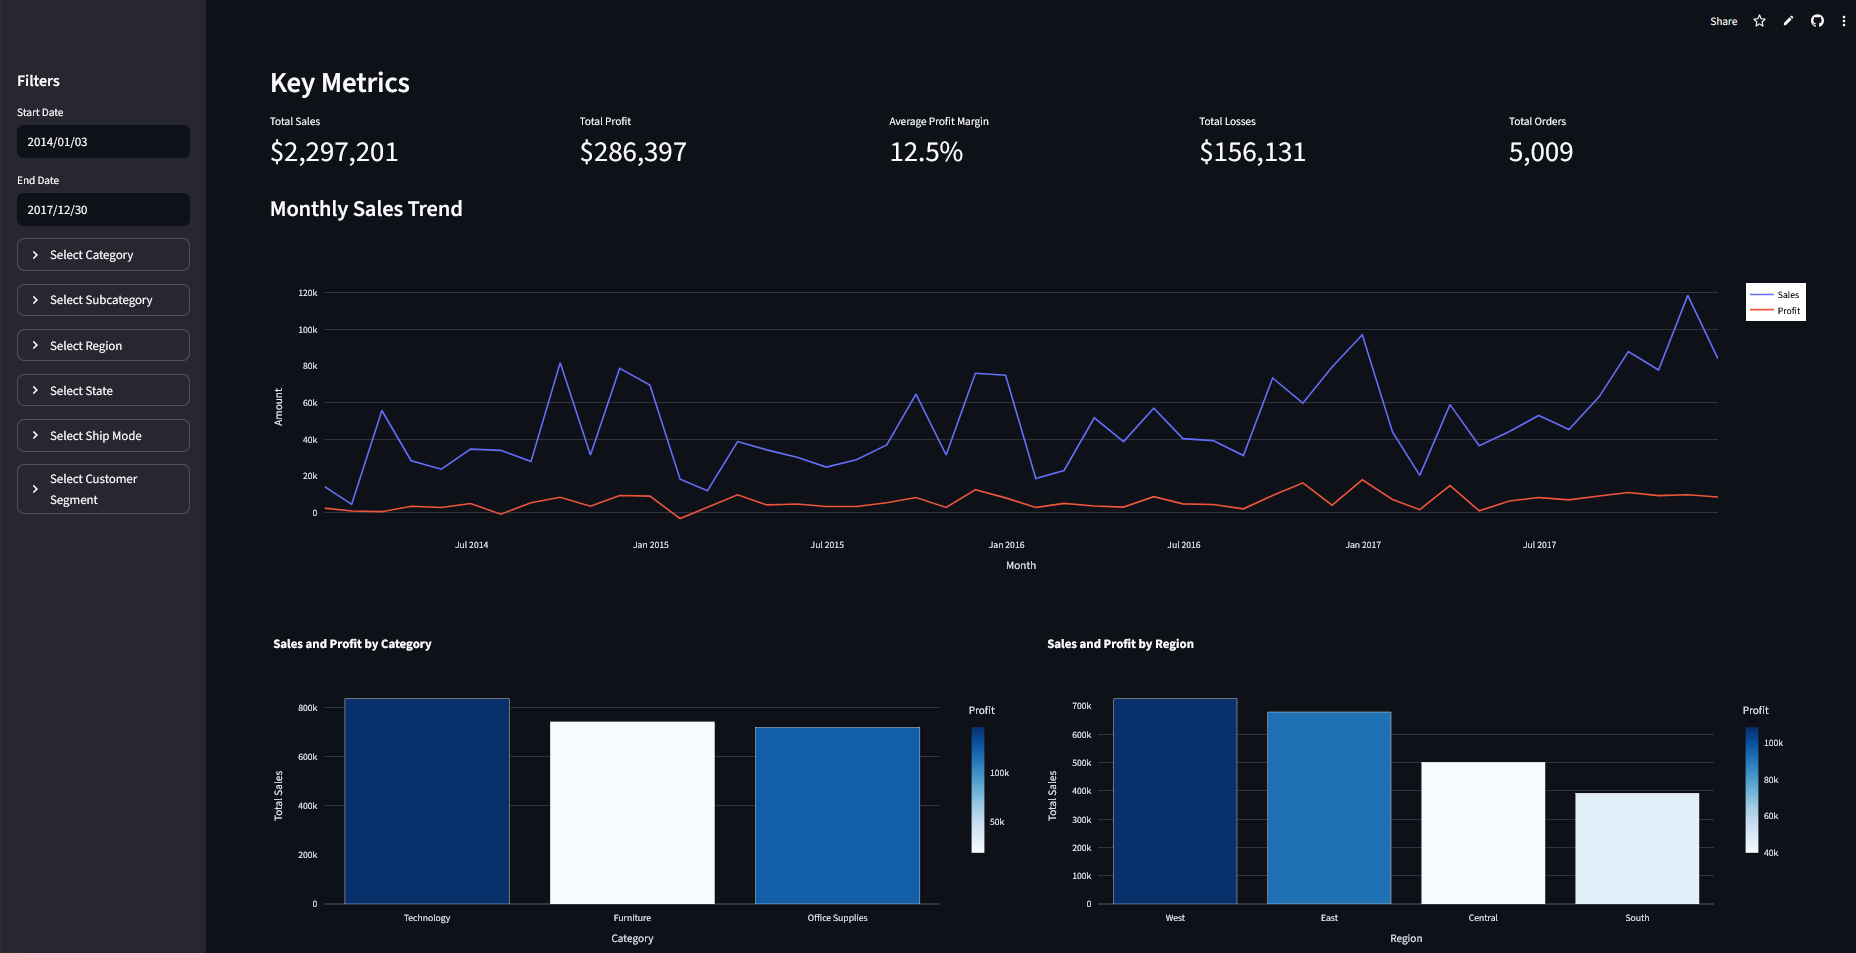 Share
Filters
Start Date
2014/01/03
End Date
2017/12/30
Select Category
Select Subcategory
Select Region
Select State
Select Ship Mode
Select Customer
Segment
Key Metrics
Total Sales
$2,297,201
Total Profit
$286,397
Average Profit Margin
12.5%
Total Losses
$156,131
Total Orders
5,009
Monthly Sales Trend
120k
100k
80k
60k
40k
20k
0
Amount
Jul 2014
Jan 2015
Jul 2015
Jan 2016
Jul 2016
Jan 2017
Jul 2017
Month
Sales
Profit
Sales and Profit by Category
800k
600k
400k
200k
0
Total Sales
Technology
Furniture
Office Supplies
Category
Profit
100k
50k
Sales and Profit by Region
700k
600k
500k
400k
300k
200k
100k
0
Total Sales
West
East
Central
South
Region
Profit
100k
80k
60k
40k